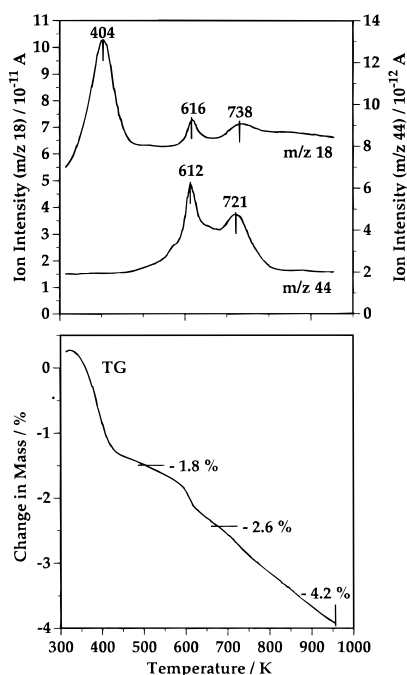 Ion Intensity (m/z 18) / 10⁻¹¹ A
11
10
9
8
7
6
5
4
3
2
1
0
404
616
738
m/z 18
612
721
m/z 44
14
12
10
8
6
4
2
0
Ion Intensity (m/z 44) / 10⁻¹² A
Change in Mass / %
0
-1
-2
-3
-4
TG
- 1.8 %
- 2.6 %
- 4.2 %
300 400 500 600 700 800 900 1000
Temperature / K